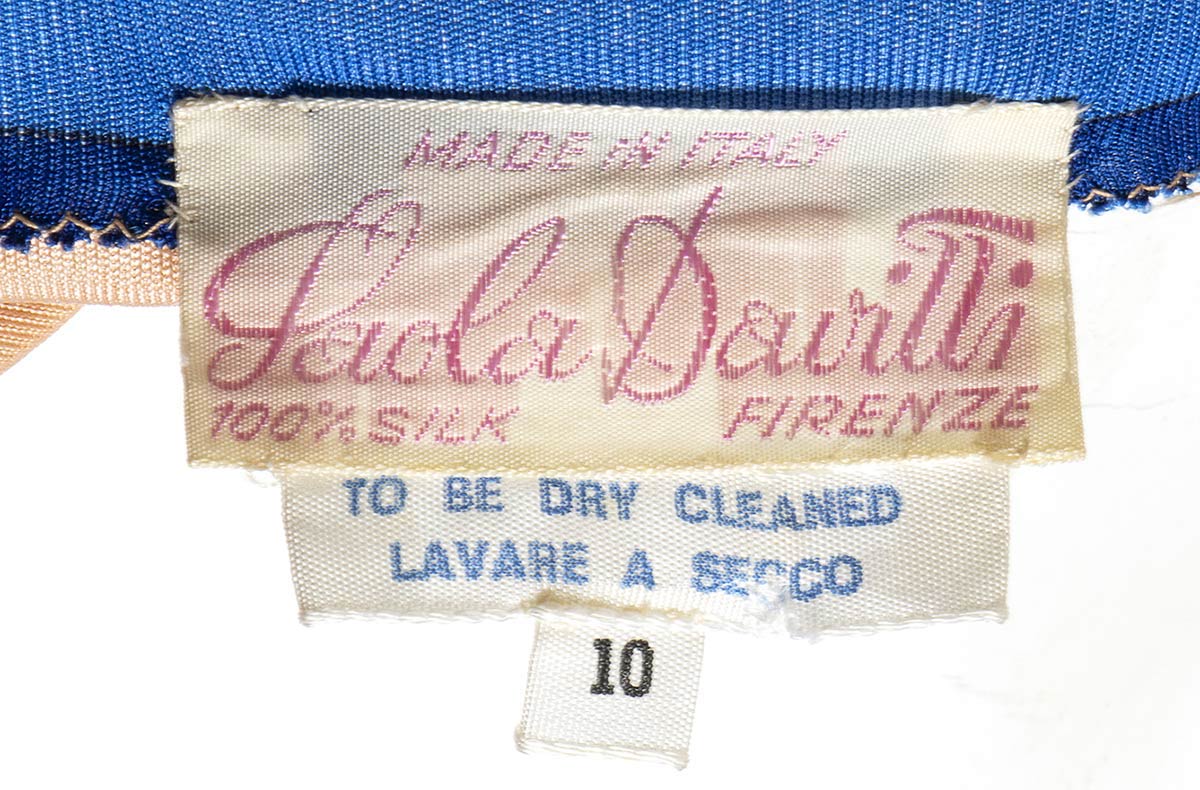 MADE IN ITALY
Paola Davitti
100% SILK FIRENZE
TO BE DRY CLEANED
LAVARE A SECCO
10